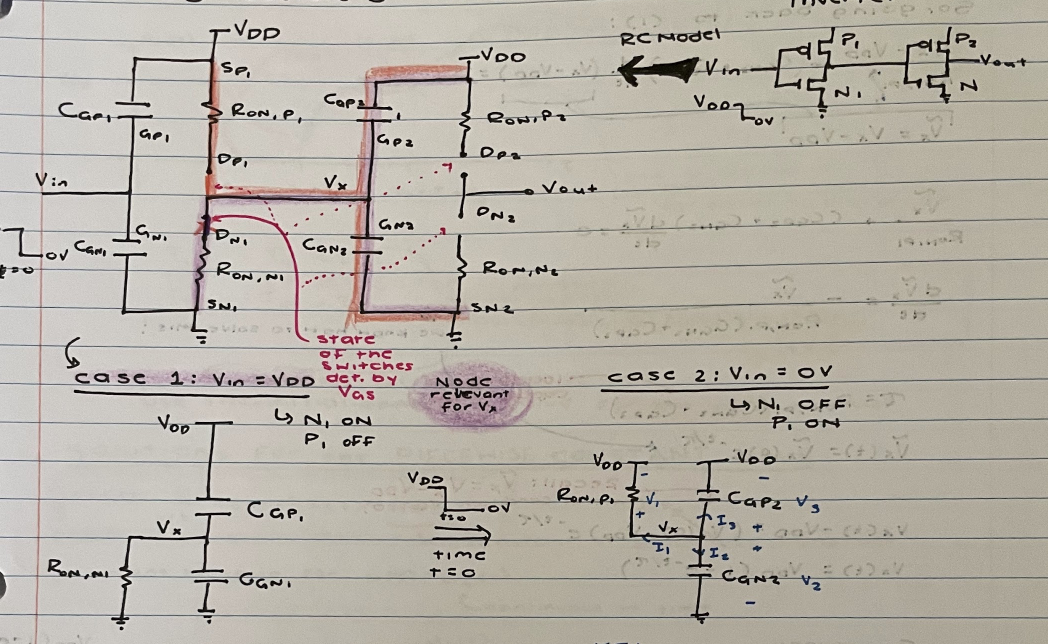 VDD
SP1
CGP1
RON,P1
GP1
DP1
Vin
GN1
CGN1
DN1
RON,N1
SN1
0V
t=0
VDD
CGP2
RON,P2
GP2
DP2
Vx
Vout
GN2
DN2
CGN2
RON,N2
SN2
RC Model
Vin
P1
N1
P2
N
Vout
VDD
0V
state
of the
switches
det. by
VGS
Node
relevant
for Vx
case 1: Vin = VDD
↳ N1 ON
P1 OFF
VDD
CGP1
Vx
RON,N1
CGN1
VDD
t=0
0V
time
t=0
case 2: Vin = 0V
↳ N1 OFF
P1 ON
VDD
-
VDD
-
RON,P1
V1
+
CGP2
V3
Vx
I3
+
I1
I2
+
CGN2
V2
-